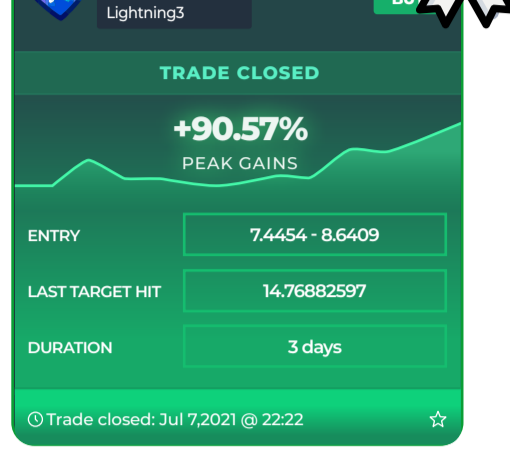 Lightning3
TRADE CLOSED
+90.57%
PEAK GAINS
ENTRY 7.4454 - 8.6409
LAST TARGET HIT 14.76882597
DURATION 3 days
Trade closed: Jul 7,2021 @ 22:22